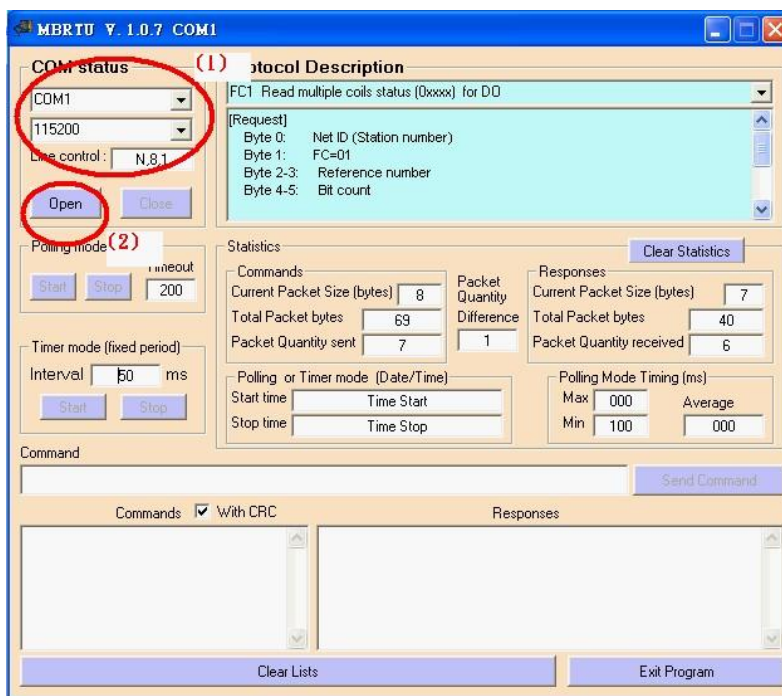 MBRTU V. 1.0.7 COM1
COM status
(1)
otocol Description
COM1
115200
Line control : N,8,1
Open
Close
FC1 Read multiple coils status (0xxxx) for DO
[Request]
Byte 0: Net ID (Station number)
Byte 1: FC=01
Byte 2-3: Reference number
Byte 4-5: Bit count
(2)
Polling mode
Start
Stop
Timeout
200
Timer mode (fixed period)
Interval 50 ms
Start
Stop
Statistics
Clear Statistics
Commands
Current Packet Size (bytes) 8
Total Packet bytes 69
Packet Quantity sent 7
Packet
Quantity
Difference
1
Responses
Current Packet Size (bytes) 7
Total Packet bytes 40
Packet Quantity received 6
Polling or Timer mode (Date/Time)
Start time Time Start
Stop time Time Stop
Polling Mode Timing (ms)
Max 000
Min 100
Average
000
Command
Send Command
Commands With CRC
Responses
Clear Lists
Exit Program